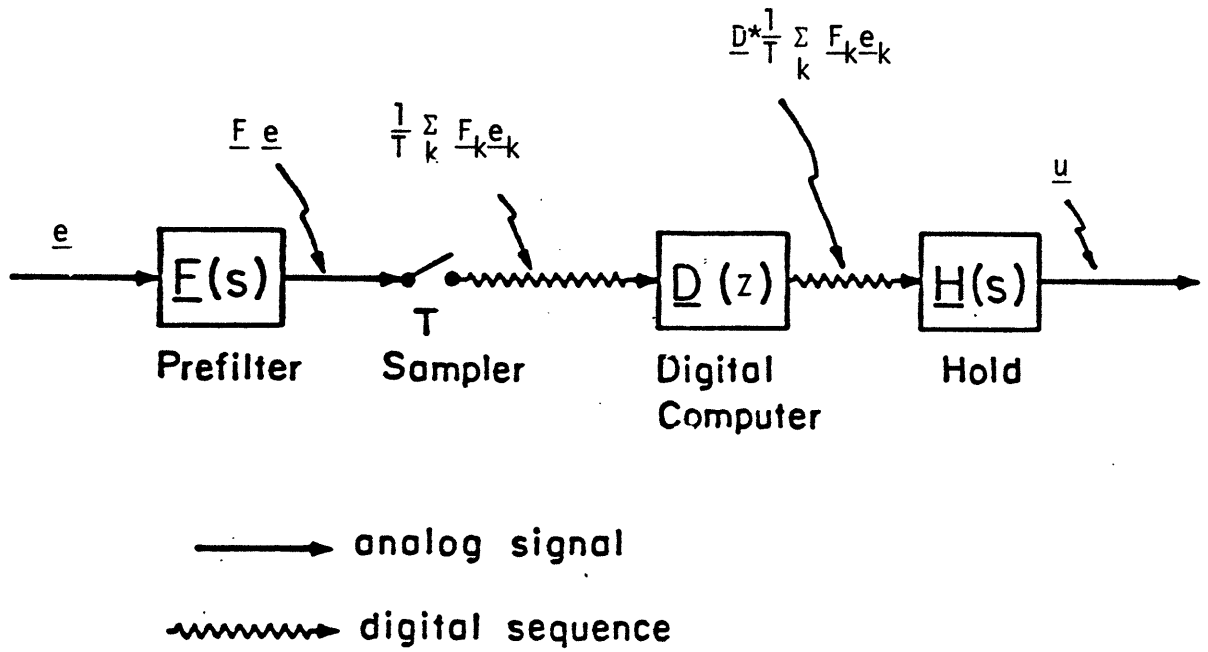 D*1/T Σ_k F_k e_k
F e
1/T Σ_k F_k e_k
u
e
F(s)
T
D (z)
H(s)
Prefilter
Sampler
Digital
Computer
Hold
analog signal
digital sequence